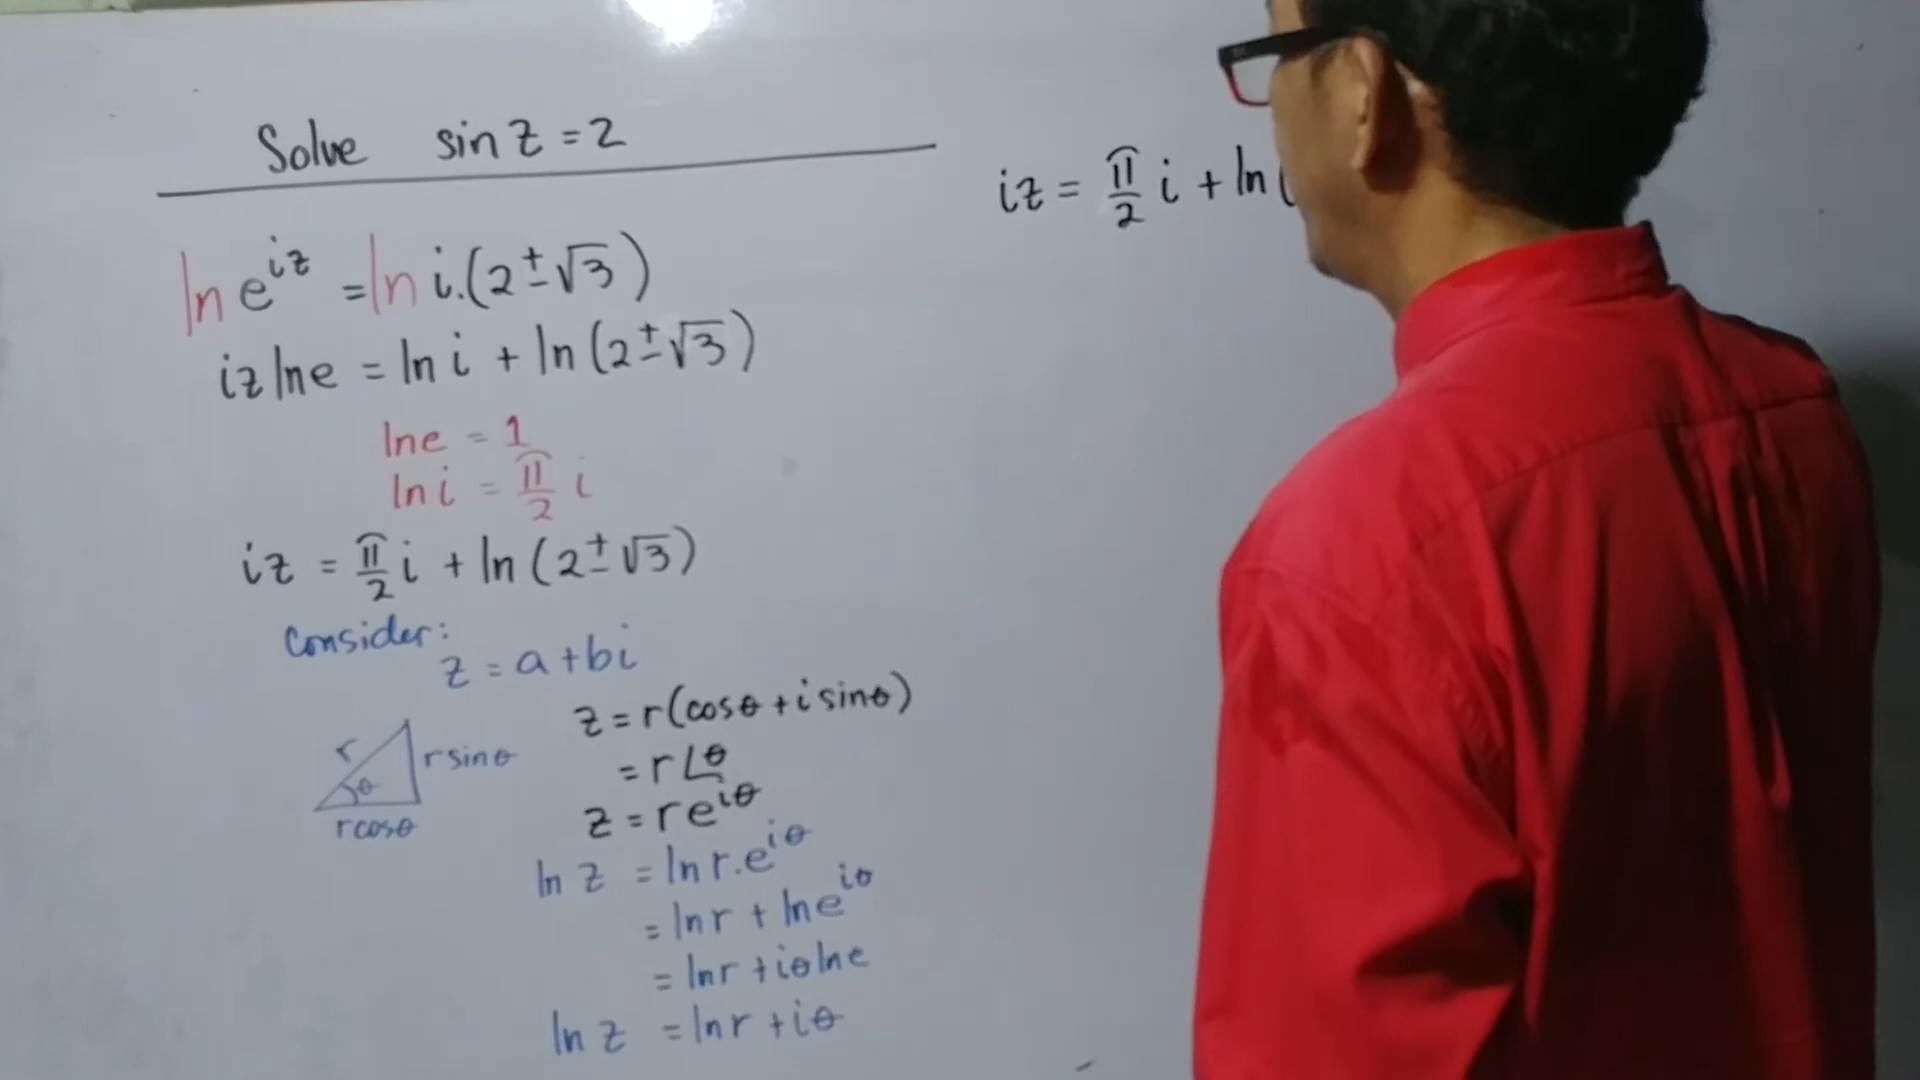 Solve sin z = 2
ln e^{iz} = ln i.(2 ± √3)
iz ln e = ln i + ln (2 ± √3)
ln e = 1
ln i = π/2 i
iz = π/2 i + ln (2 ± √3)
Consider:
z = a + bi
z = r(cosθ + i sinθ)
= r∠θ
z = re^{iθ}
r
θ
r sinθ
r cosθ
ln z = ln r.e^{iθ}
= ln r + ln e^{iθ}
= ln r + iθ ln e
ln z = ln r + iθ
iz = π/2 i + ln (